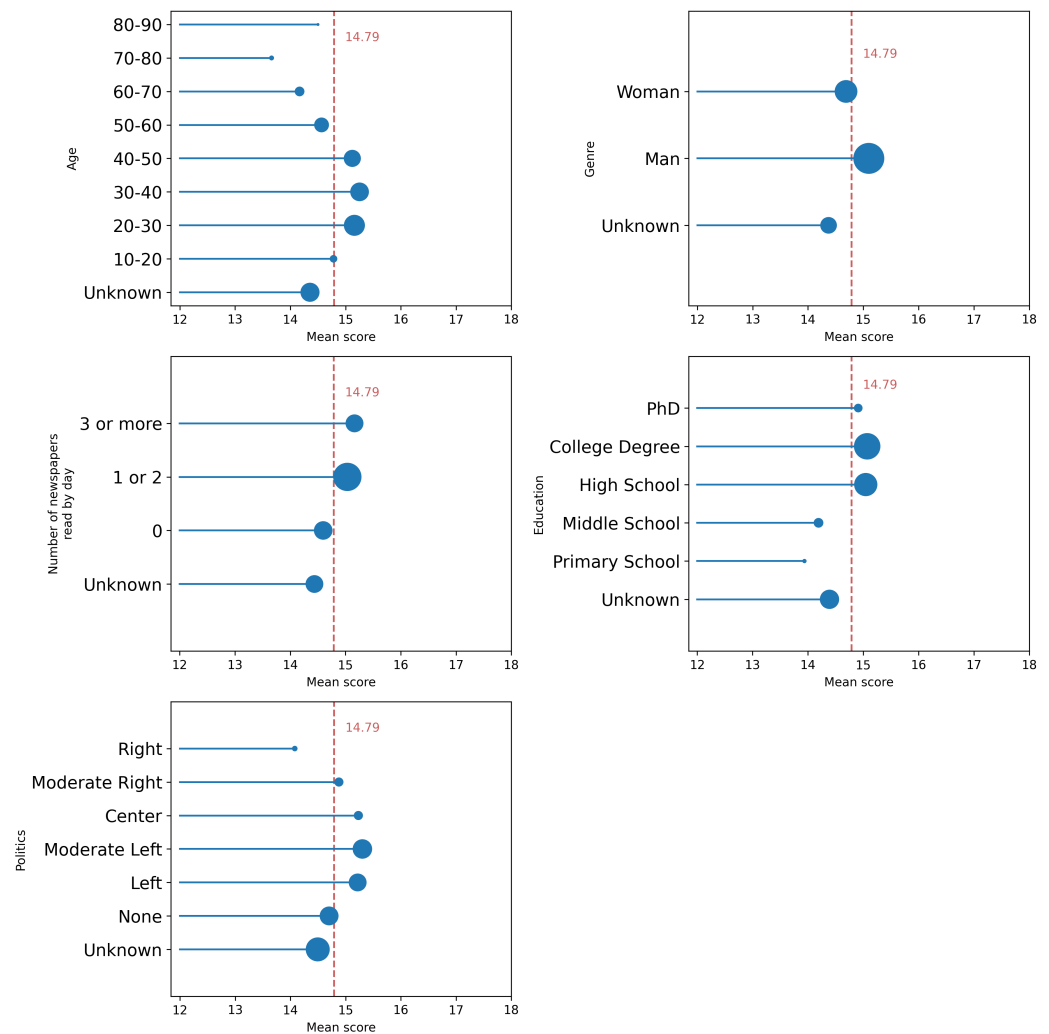 80-90
70-80
60-70
50-60
40-50
30-40
20-30
10-20
Unknown
Age
14.79
12 13 14 15 16 17 18
Mean score
Woman
Man
Unknown
Genre
14.79
12 13 14 15 16 17 18
Mean score
3 or more
1 or 2
0
Unknown
Number of newspapers
read by day
14.79
12 13 14 15 16 17 18
Mean score
PhD
College Degree
High School
Middle School
Primary School
Unknown
Education
14.79
12 13 14 15 16 17 18
Mean score
Right
Moderate Right
Center
Moderate Left
Left
None
Unknown
Politics
14.79
12 13 14 15 16 17 18
Mean score